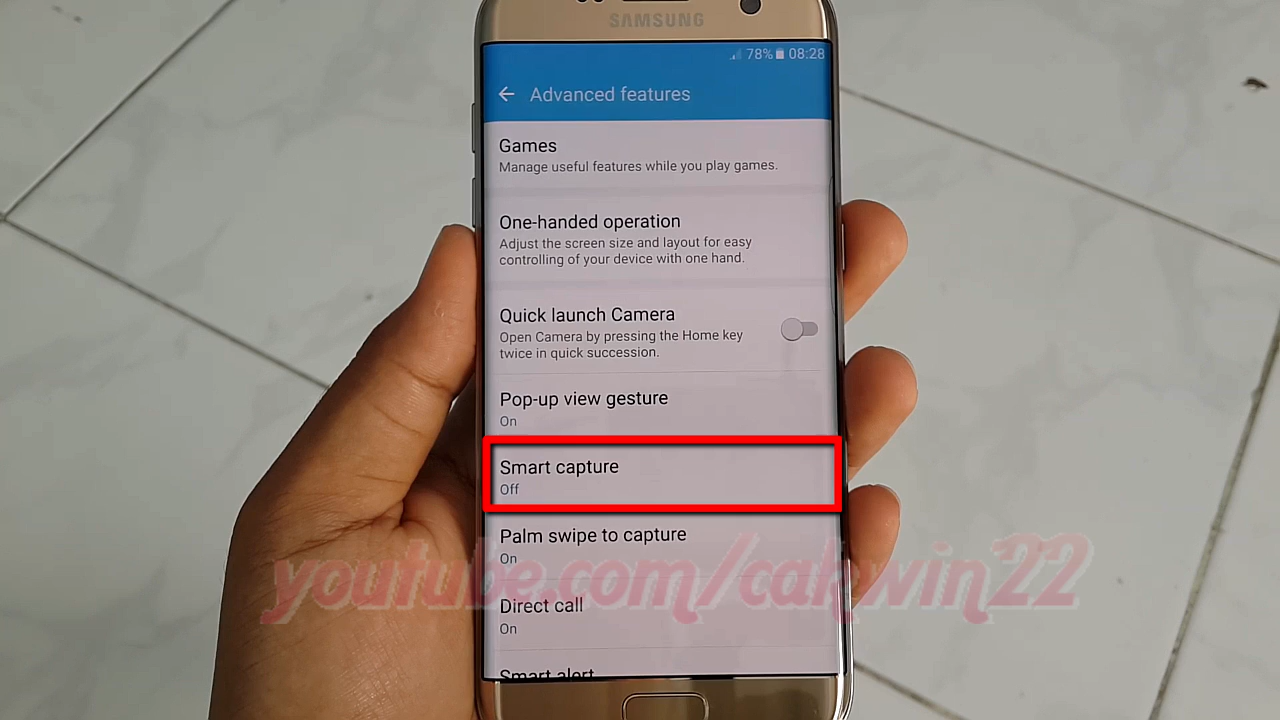 SAMSUNG
78% 08:28
Advanced features
Games
Manage useful features while you play games.
One-handed operation
Adjust the screen size and layout for easy
controlling of your device with one hand.
Quick launch Camera
Open Camera by pressing the Home key
twice in quick succession.
Pop-up view gesture
On
Smart capture
Off
Palm swipe to capture
On
youtube.com/cakwin22
Direct call
On
Smart alert